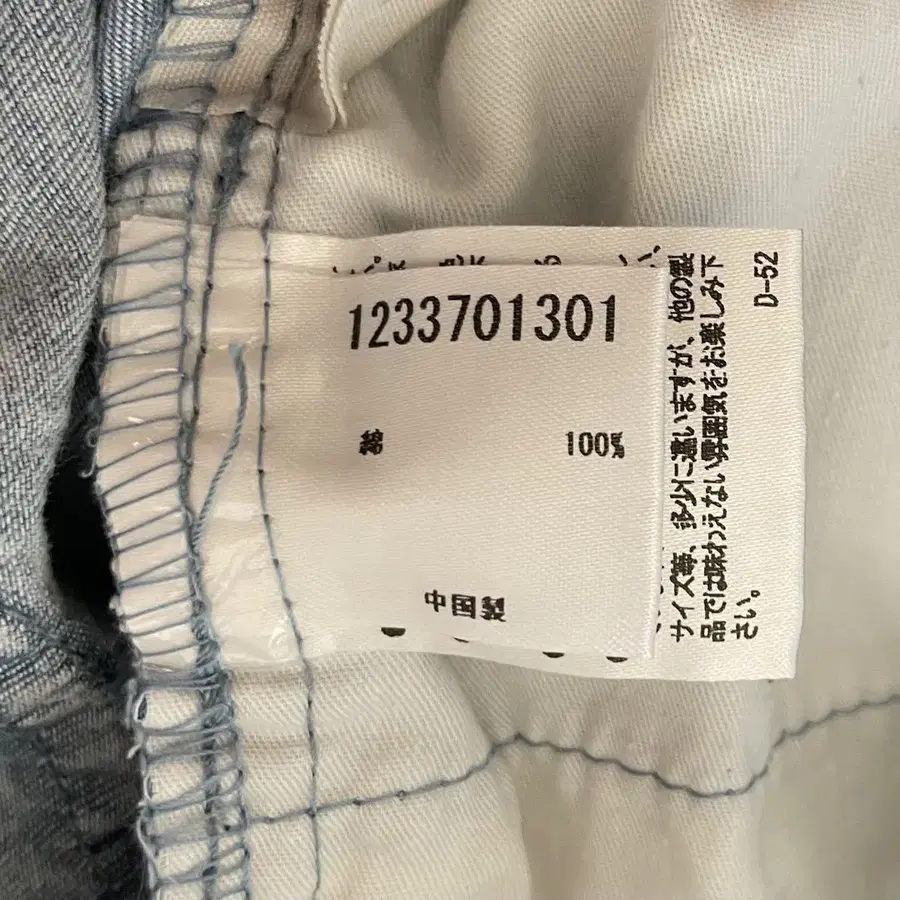 1233701301
綿 100%
中国製
サイズ等、多少に違いますが、他の製
品では味わえない雰囲気をお楽しみ下
さい。
D-52